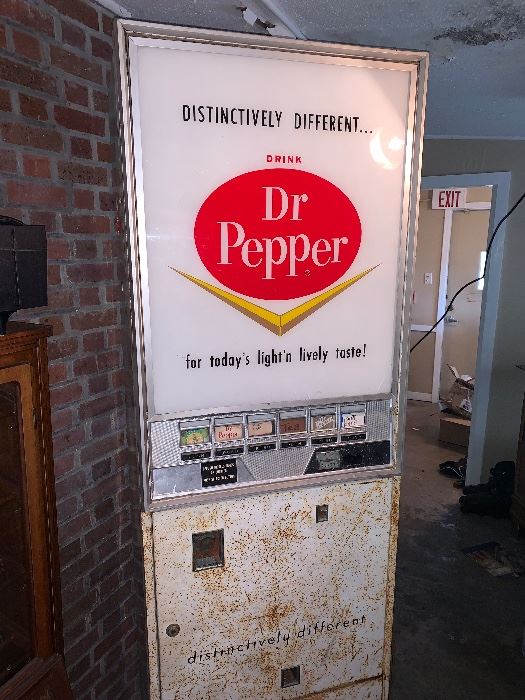 DISTINCTIVELY DIFFERENT...
DRINK
Dr
Pepper
for today's light'n lively taste!
EXIT
Dr
Pepper
distinctively different